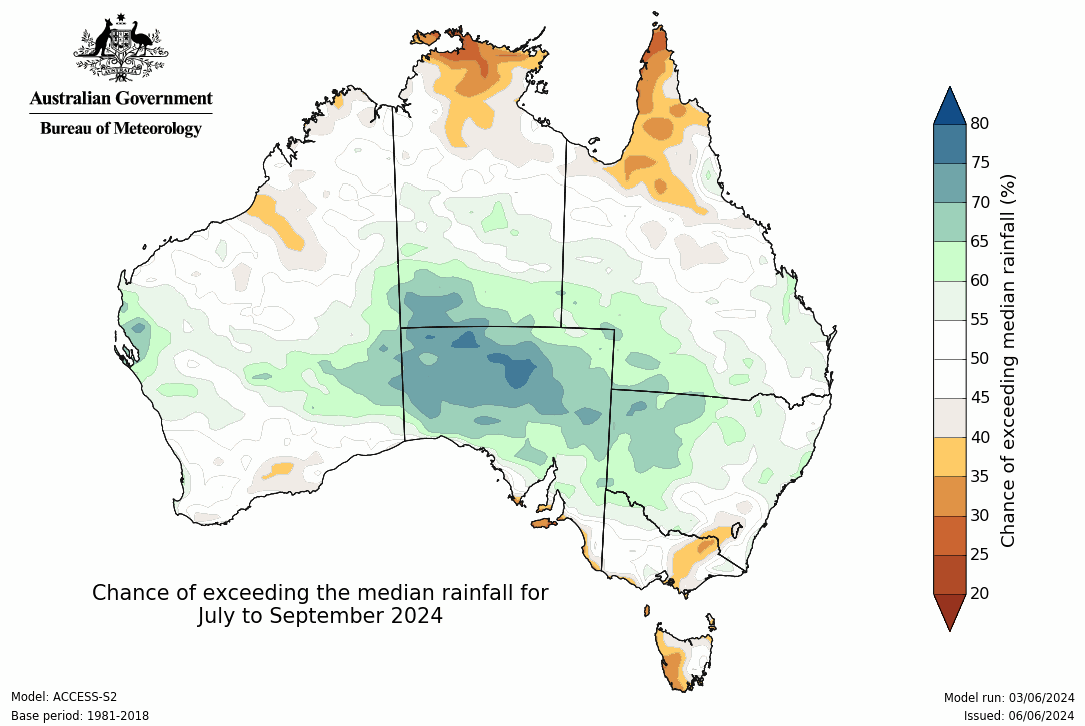 Australian Government
Bureau of Meteorology
80
75
70
65
60
55
50
45
40
35
30
25
20
Chance of exceeding median rainfall (%)
Chance of exceeding the median rainfall for
July to September 2024
Model: ACCESS-S2
Base period: 1981-2018
Model run: 03/06/2024
Issued: 06/06/2024